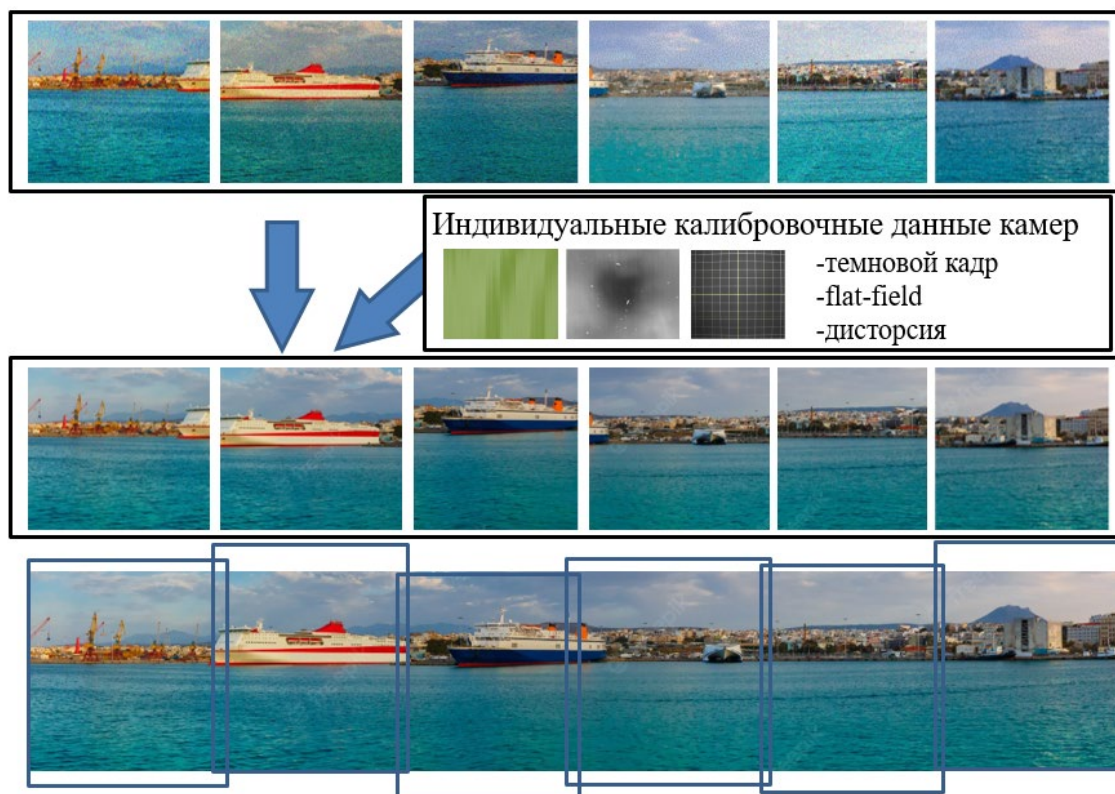 Индивидуальные калибровочные данные камер
-темновой кадр
-flat-field
-дисторсия